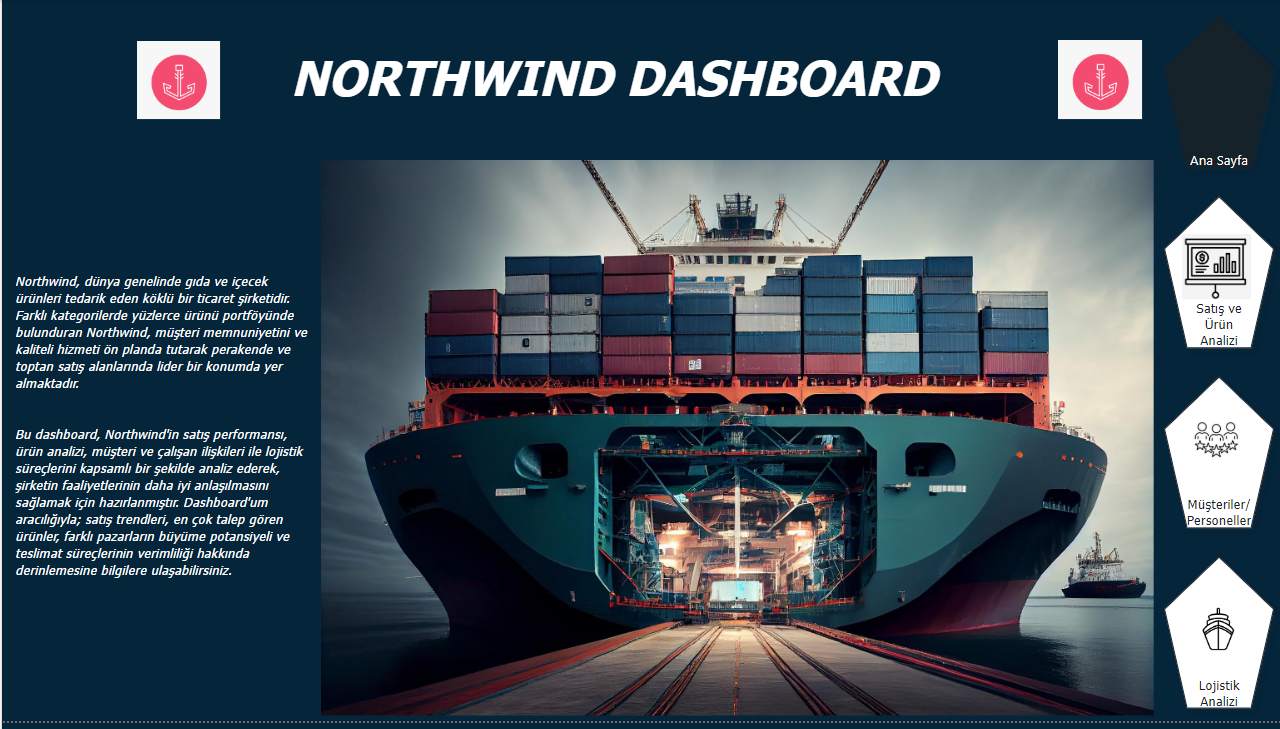 NORTHWIND DASHBOARD
Ana Sayfa
Northwind, dünya genelinde gıda ve içecek
ürünleri tedarik eden köklü bir ticaret şirketidir.
Farklı kategorilerde yüzlerce ürünü portföyünde
bulunduran Northwind, müşteri memnuniyetini ve
kaliteli hizmeti ön planda tutarak perakende ve
toptan satış alanlarında lider bir konumda yer
almaktadır.
Bu dashboard, Northwind'in satış performansı,
ürün analizi, müşteri ve çalışan ilişkileri ile lojistik
süreçlerini kapsamlı bir şekilde analiz ederek,
şirketin faaliyetlerinin daha iyi anlaşılmasını
sağlamak için hazırlanmıştır. Dashboard'um
aracılığıyla; satış trendleri, en çok talep gören
ürünler, farklı pazarların büyüme potansiyeli ve
teslimat süreçlerinin verimliliği hakkında
derinlemesine bilgilere ulaşabilirsiniz.
Satış ve
Ürün
Analizi
Müşteriler/
Personeller
Lojistik
Analizi